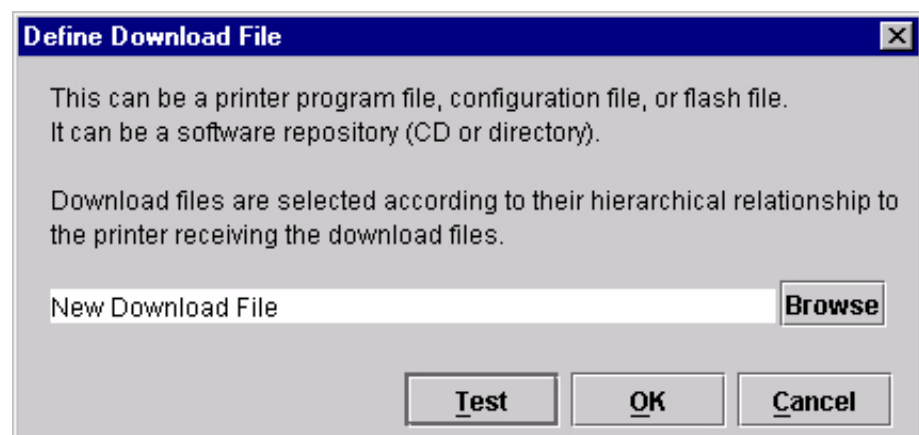 Define Download File
This can be a printer program file, configuration file, or flash file.
It can be a software repository (CD or directory).
Download files are selected according to their hierarchical relationship to
the printer receiving the download files.
New Download File
Browse
Test
OK
Cancel